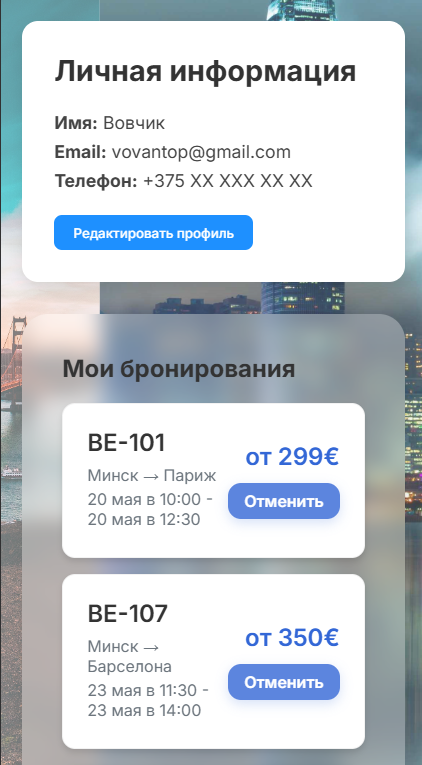 Личная информация
Имя: Вовчик
Email: vovantop@gmail.com
Телефон: +375 XX XXX XX XX
Редактировать профиль
Мои бронирования
BE-101
Минск → Париж
20 мая в 10:00 -
20 мая в 12:30
от 299€
Отменить
BE-107
Минск →
Барселона
23 мая в 11:30 -
23 мая в 14:00
от 350€
Отменить